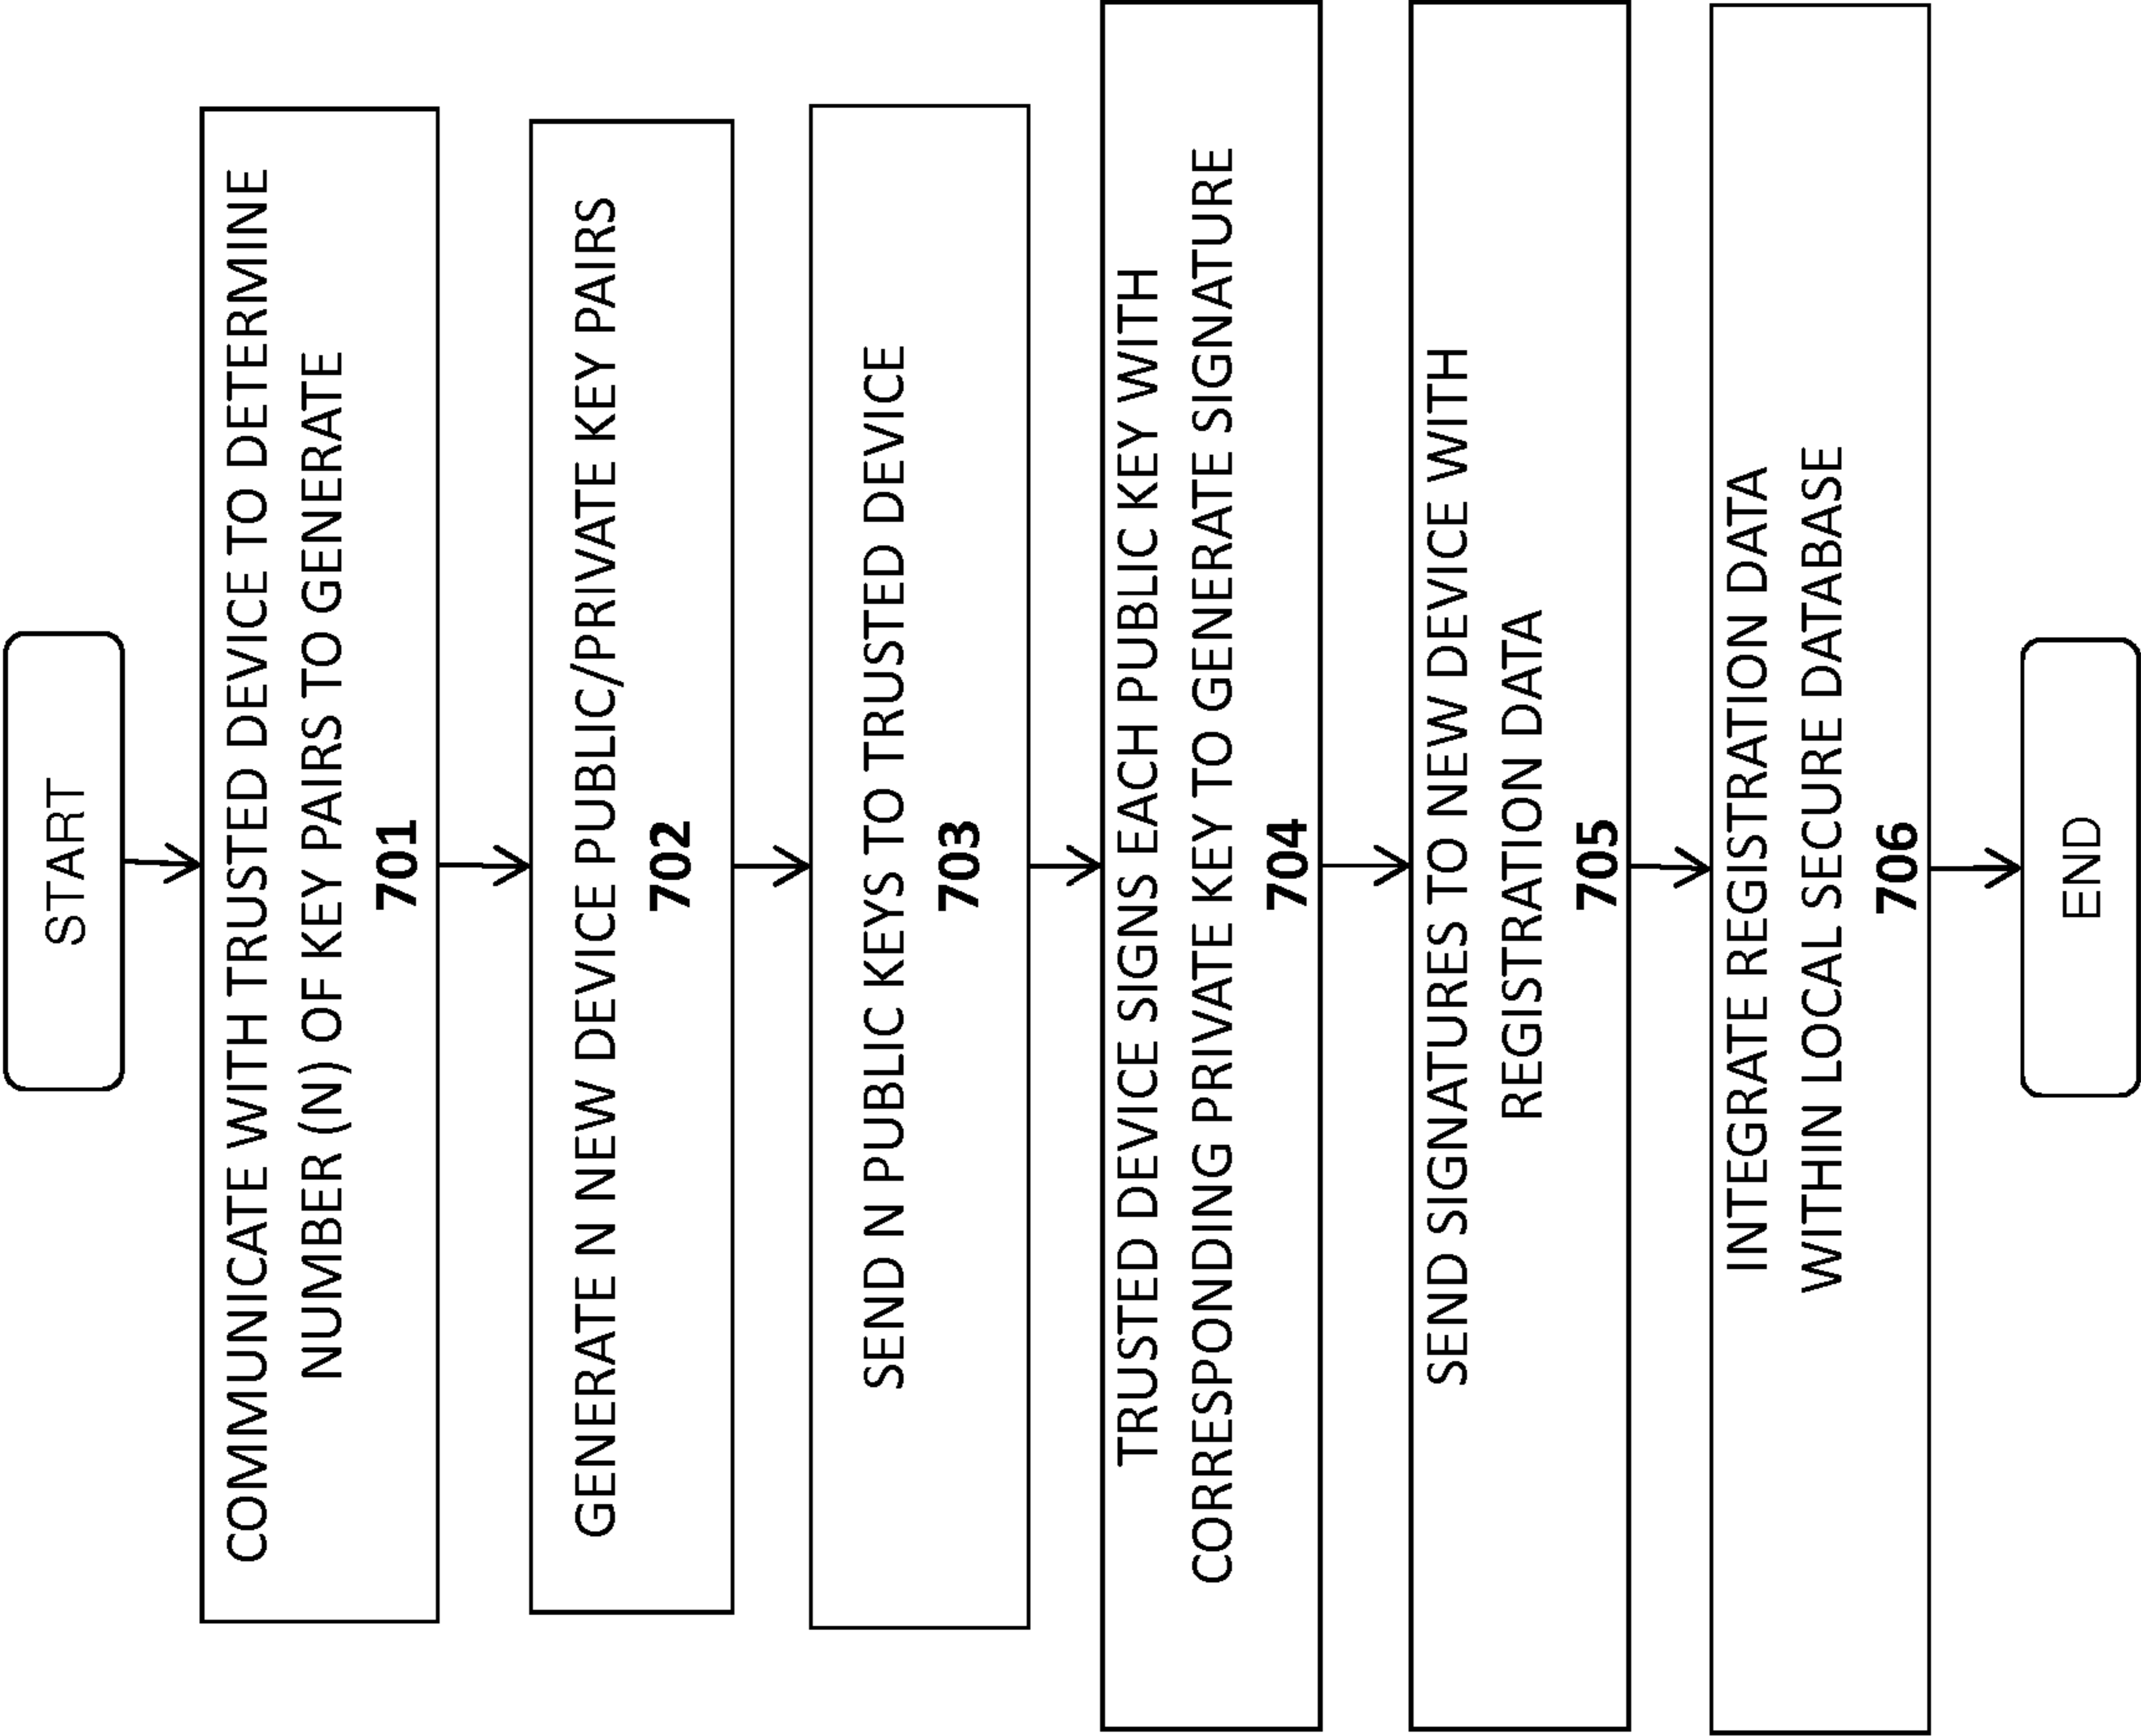 START
COMMUNICATE WITH TRUSTED DEVICE TO DETERMINE
NUMBER (N) OF KEY PAIRS TO GENERATE
701
GENERATE N NEW DEVICE PUBLIC/PRIVATE KEY PAIRS
702
SEND N PUBLIC KEYS TO TRUSTED DEVICE
703
TRUSTED DEVICE SIGNS EACH PUBLIC KEY WITH
CORRESPONDING PRIVATE KEY TO GENERATE SIGNATURE
704
SEND SIGNATURES TO NEW DEVICE WITH
REGISTRATION DATA
705
INTEGRATE REGISTRATION DATA
WITHIN LOCAL SECURE DATABASE
706
END